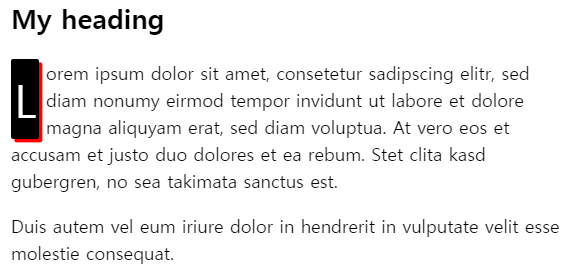 My heading
Lorem ipsum dolor sit amet, consetetur sadipscing elitr, sed
diam nonumy eirmod tempor invidunt ut labore et dolore
magna aliquyam erat, sed diam voluptua. At vero eos et
accusam et justo duo dolores et ea rebum. Stet clita kasd
gubergren, no sea takimata sanctus est.
Duis autem vel eum iriure dolor in hendrerit in vulputate velit esse
molestie consequat.